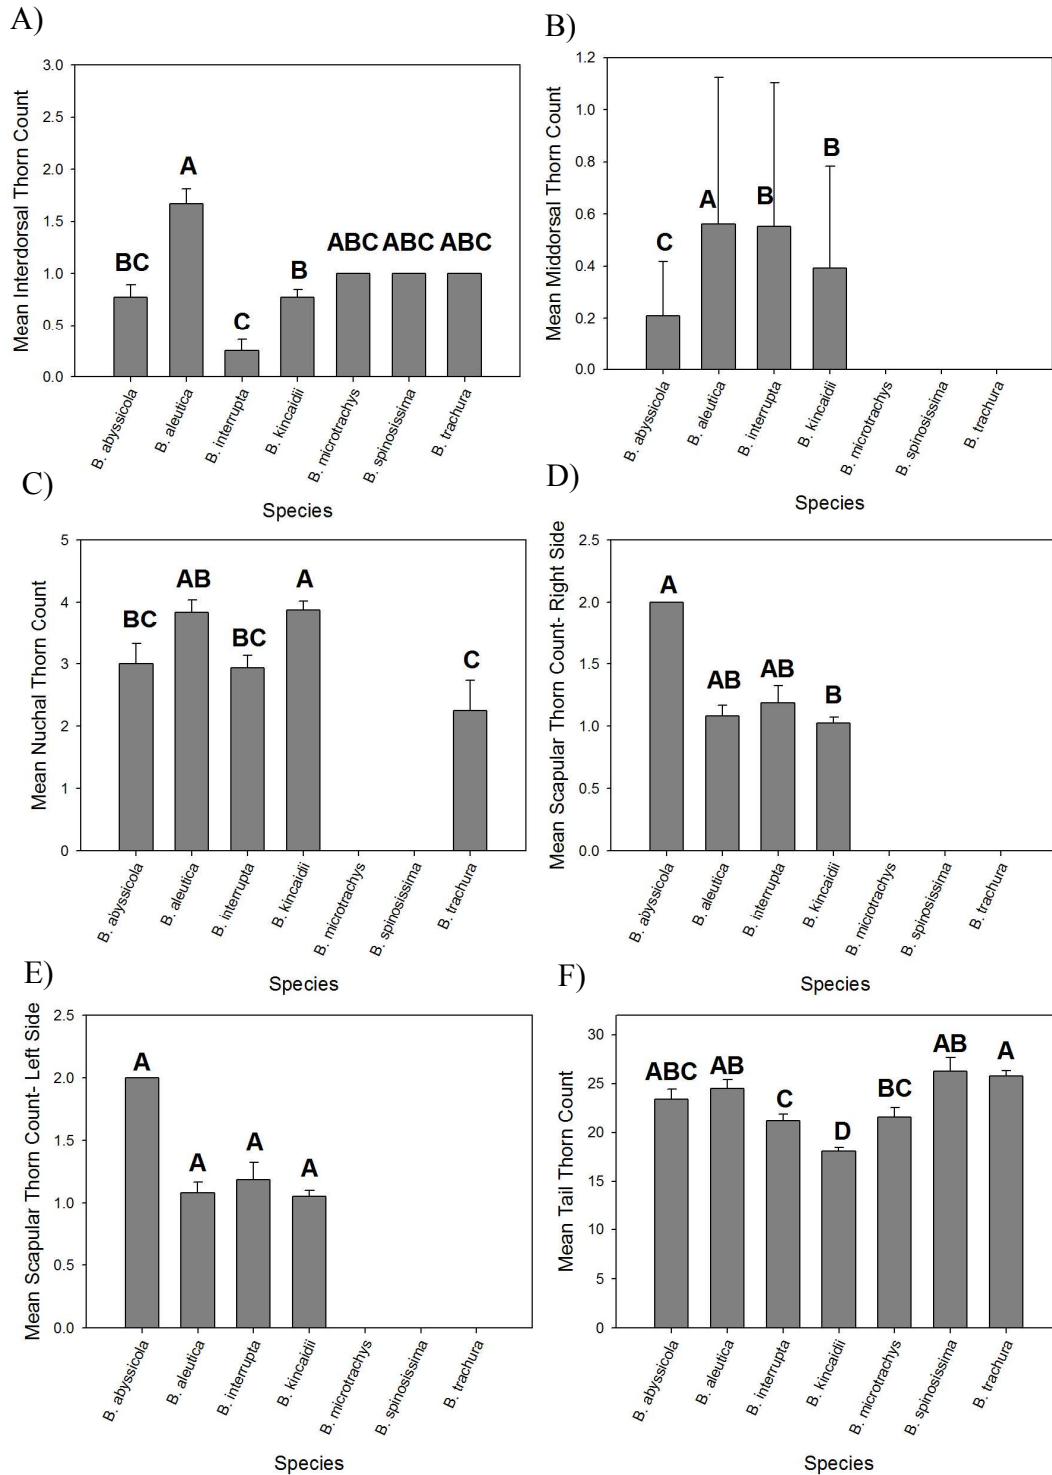 A)
Mean Interdorsal Thorn Count
3.0
2.5
2.0
1.5
1.0
0.5
0.0
BC
A
C
B
ABC
ABC
ABC
B. abyssicola
B. aleutica
B. interrupta
B. kincaidii
B. microtrachys
B. spinosissima
B. trachura
Species
B)
Mean Middorsal Thorn Count
1.2
1.0
0.8
0.6
0.4
0.2
0.0
C
A
B
B
B. abyssicola
B. aleutica
B. interrupta
B. kincaidii
B. microtrachys
B. spinosissima
B. trachura
Species
C)
Mean Nuchal Thorn Count
5
4
3
2
1
0
BC
AB
BC
A
C
B. abyssicola
B. aleutica
B. interrupta
B. kincaidii
B. microtrachys
B. spinosissima
B. trachura
Species
D)
Mean Scapular Thorn Count- Right Side
2.5
2.0
1.5
1.0
0.5
0.0
A
AB
AB
B
B. abyssicola
B. aleutica
B. interrupta
B. kincaidii
B. microtrachys
B. spinosissima
B. trachura
Species
E)
Mean Scapular Thorn Count- Left Side
2.5
2.0
1.5
1.0
0.5
0.0
A
A
A
A
B. abyssicola
B. aleutica
B. interrupta
B. kincaidii
B. microtrachys
B. spinosissima
B. trachura
Species
F)
Mean Tail Thorn Count
30
25
20
15
10
5
0
ABC
AB
C
D
BC
AB
A
B. abyssicola
B. aleutica
B. interrupta
B. kincaidii
B. microtrachys
B. spinosissima
B. trachura
Species